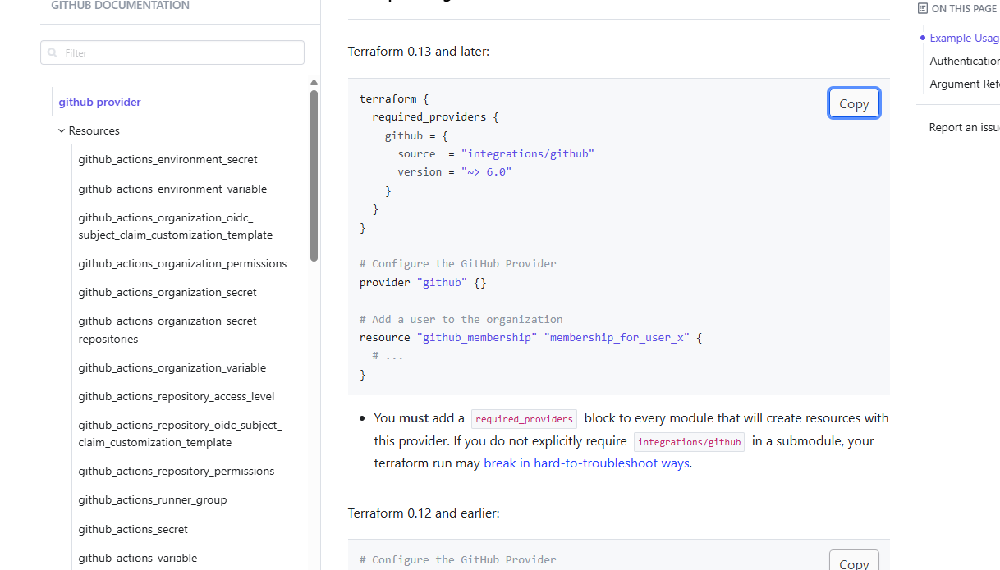 GITHUB DOCUMENTATION
Filter
github provider
Resources
github_actions_environment_secret
github_actions_environment_variable
github_actions_organization_oidc_
subject_claim_customization_template
github_actions_organization_permissions
github_actions_organization_secret
github_actions_organization_secret_
repositories
github_actions_organization_variable
github_actions_repository_access_level
github_actions_repository_oidc_subject_
claim_customization_template
github_actions_repository_permissions
github_actions_runner_group
github_actions_secret
github_actions_variable
Terraform 0.13 and later:
Copy
terraform {
  required_providers {
    github = {
      source  = "integrations/github"
      version = "~> 6.0"
    }
  }
}
# Configure the GitHub Provider
provider "github" {}
# Add a user to the organization
resource "github_membership" "membership_for_user_x" {
  # ...
}
• You must add a required_providers block to every module that will create resources with
this provider. If you do not explicitly require integrations/github in a submodule, your
terraform run may break in hard-to-troubleshoot ways.
Terraform 0.12 and earlier:
# Configure the GitHub Provider
Copy
ON THIS PAGE
Example Usag
Authentication
Argument Ref
Report an issu